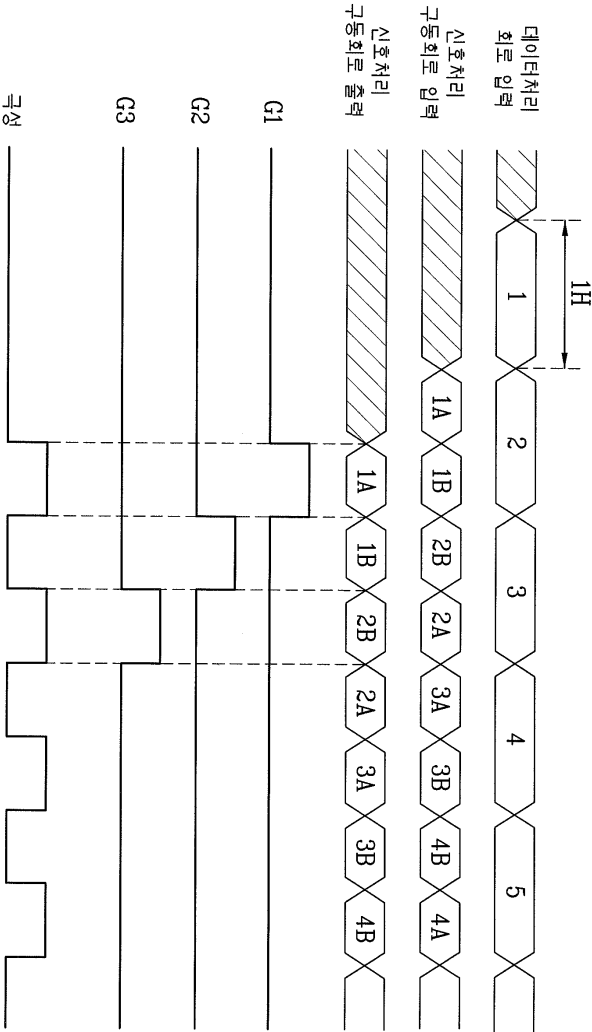 1H
데이터처리
회로 입력
1 2 3 4 5
신호처리
구동회로 입력
1A 1B 2B 2A 3A 3B 4B 4A
신호처리
구동회로 출력
1A 1B 2B 2A 3A 3B 4B
G1
G2
G3
극성